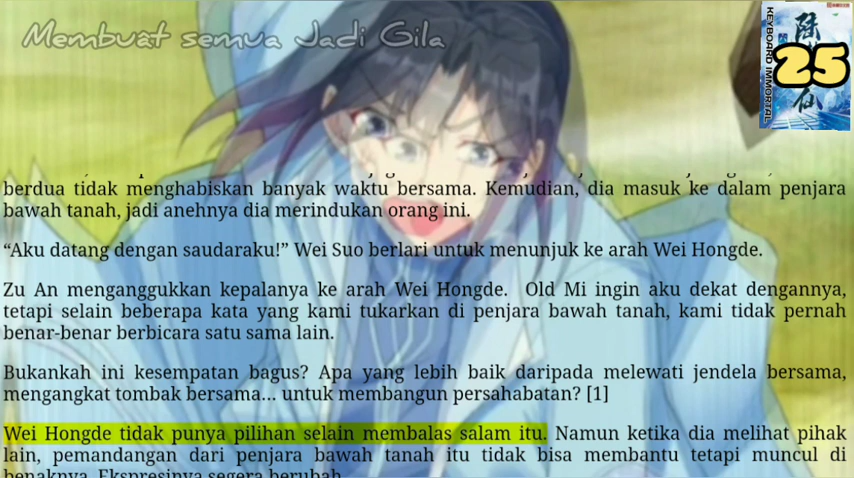 Membuat semua Jadi Gila
KEYBOARD IMMORTAL
25
berdua tidak menghabiskan banyak waktu bersama. Kemudian, dia masuk ke dalam penjara
bawah tanah, jadi anehnya dia merindukan orang ini.
“Aku datang dengan saudaraku!” Wei Suo berlari untuk menunjuk ke arah Wei Hongde.
Zu An menganggukkan kepalanya ke arah Wei Hongde. Old Mi ingin aku dekat dengannya,
tetapi selain beberapa kata yang kami tukarkan di penjara bawah tanah, kami tidak pernah
benar-benar berbicara satu sama lain.
Bukankah ini kesempatan bagus? Apa yang lebih baik daripada melewati jendela bersama,
mengangkat tombak bersama... untuk membangun persahabatan? [1]
Wei Hongde tidak punya pilihan selain membalas salam itu. Namun ketika dia melihat pihak
lain, pemandangan dari penjara bawah tanah itu tidak bisa membantu tetapi muncul di
benaknya. Ekspresinya segera berubah.